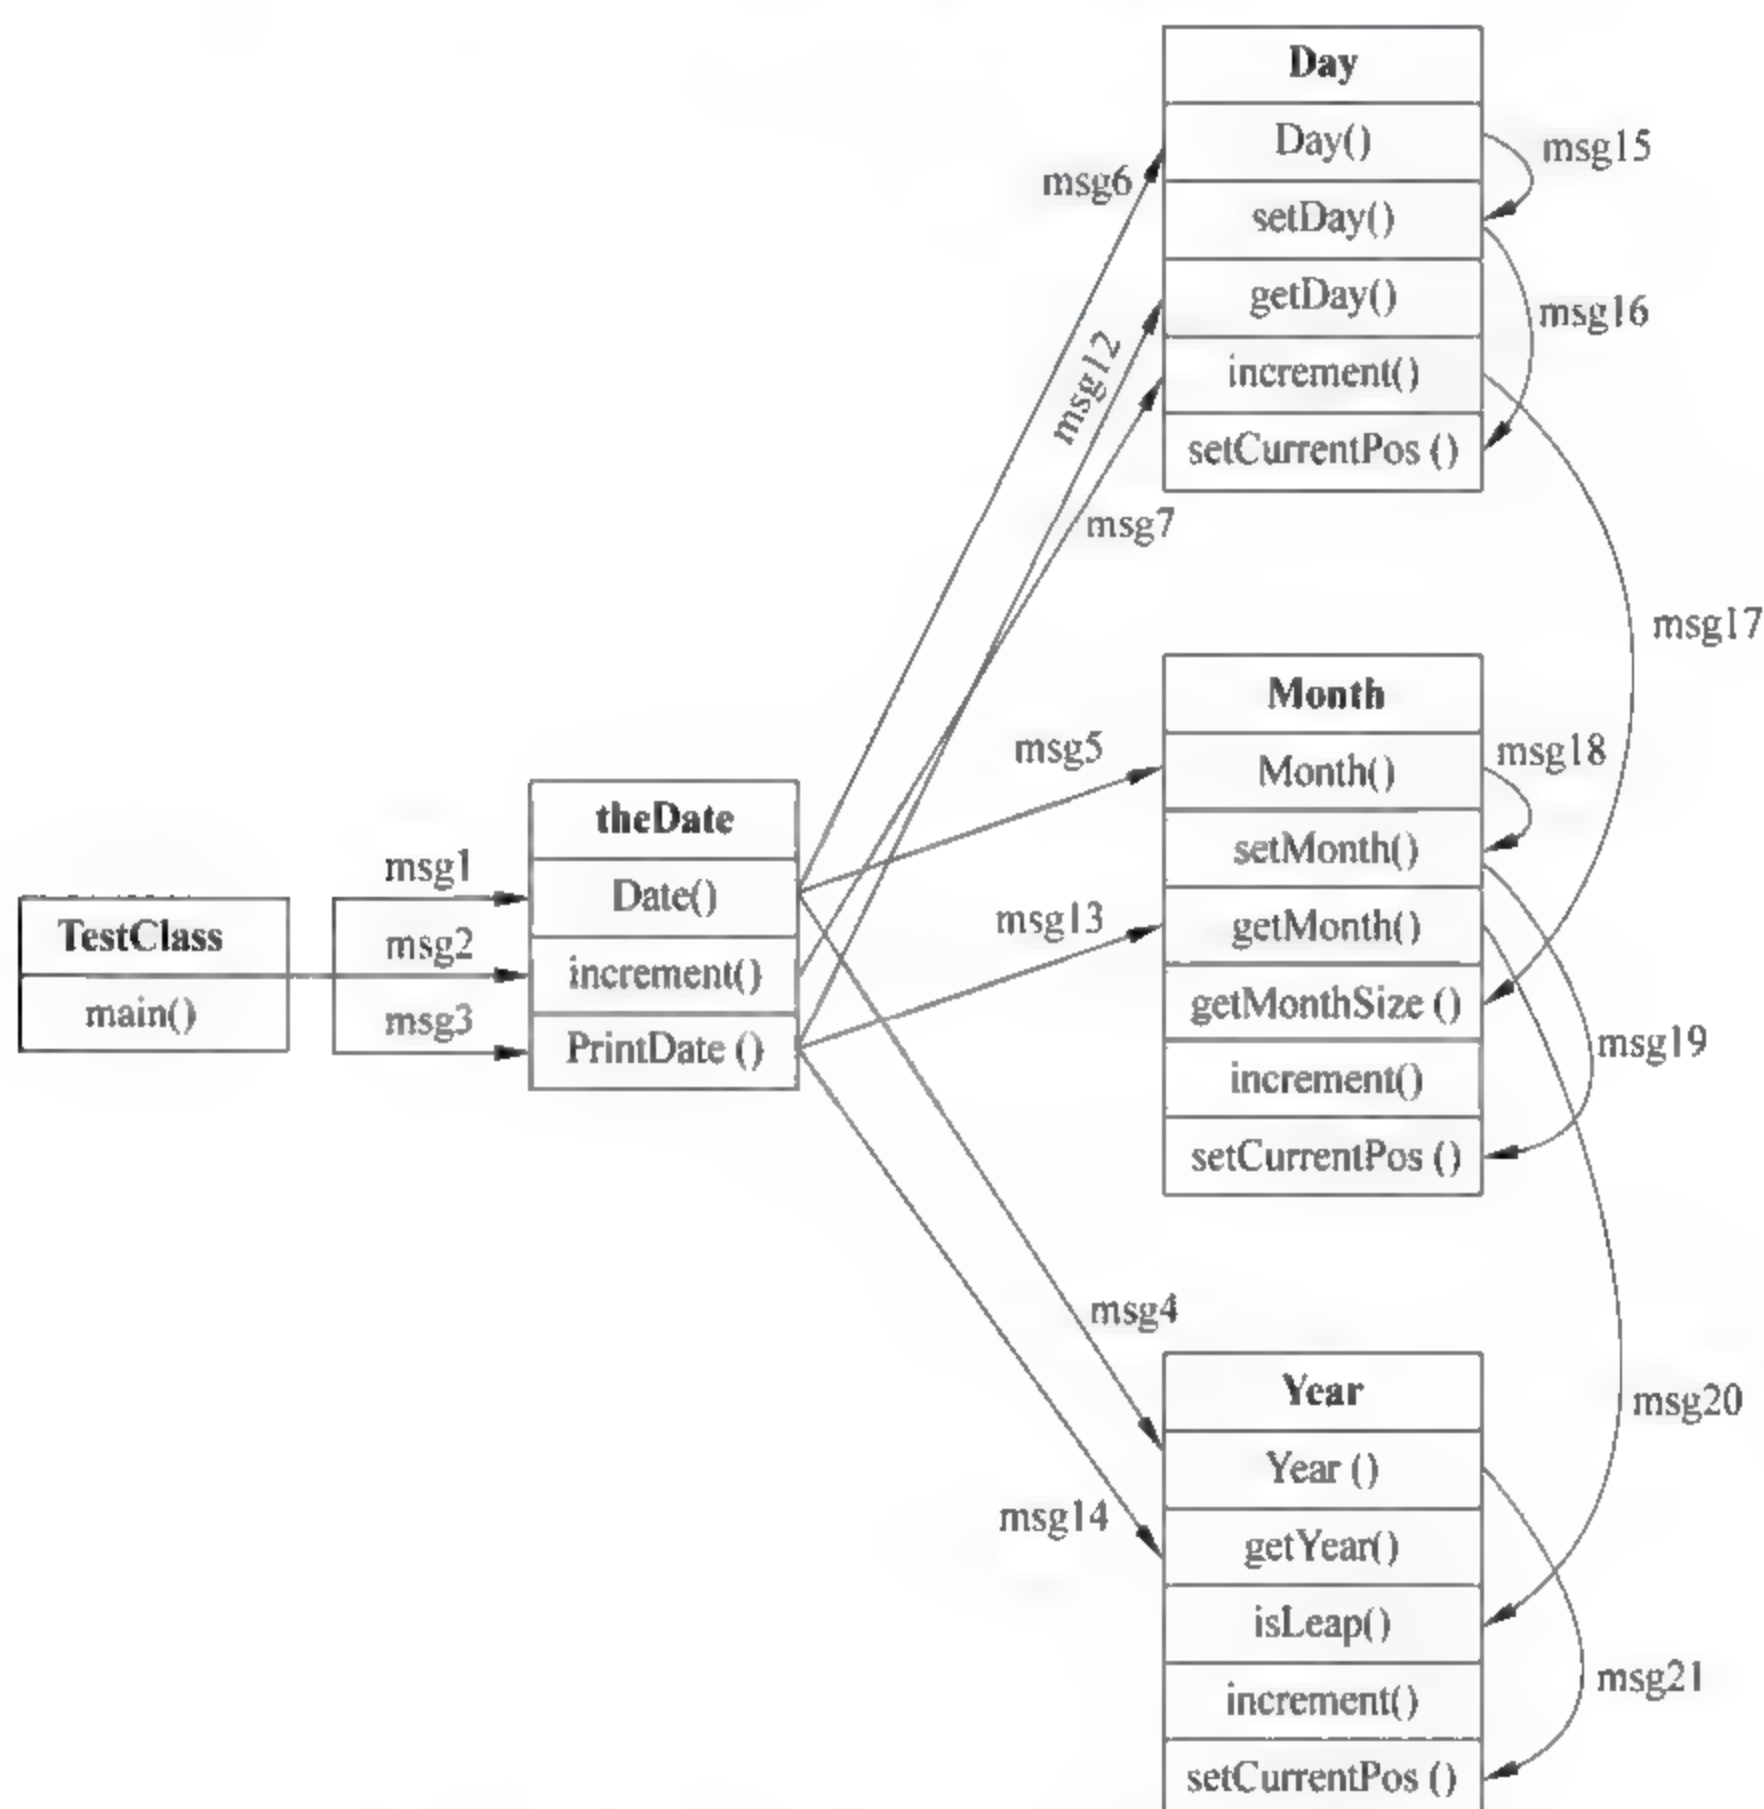 TestClass
main()
msg1
msg2
msg3
theDate
Date()
increment()
PrintDate ()
msg6
msg12
msg7
msg5
msg13
msg4
msg14
Day
Day()
setDay()
getDay()
increment()
setCurrentPos ()
msg15
msg16
msg17
Month
Month()
setMonth()
getMonth()
getMonthSize ()
increment()
setCurrentPos ()
msg18
msg19
msg20
Year
Year ()
getYear()
isLeap()
increment()
setCurrentPos ()
msg21